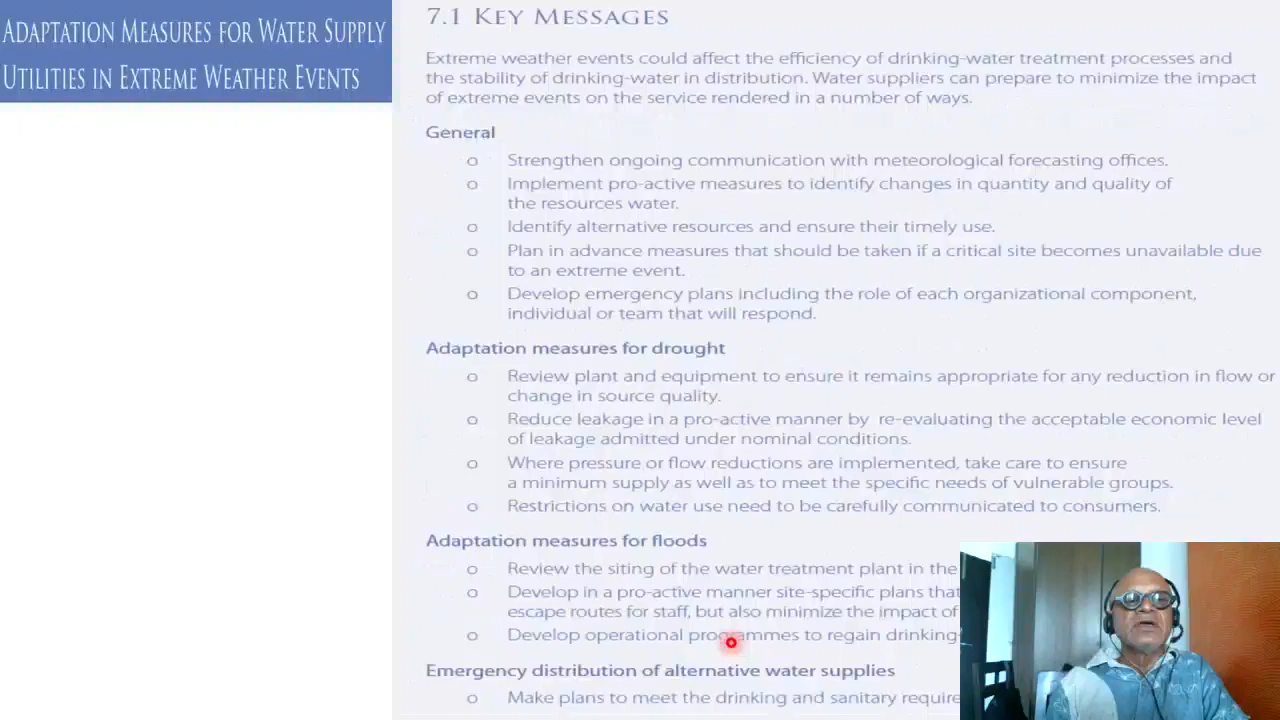 ADAPTATION MEASURES FOR WATER SUPPLY
UTILITIES IN EXTREME WEATHER EVENTS
7.1 KEY MESSAGES
Extreme weather events could affect the efficiency of drinking-water treatment processes and
the stability of drinking-water in distribution. Water suppliers can prepare to minimize the impact
of extreme events on the service rendered in a number of ways.
General
o Strengthen ongoing communication with meteorological forecasting offices.
o Implement pro-active measures to identify changes in quantity and quality of
the resources water.
o Identify alternative resources and ensure their timely use.
o Plan in advance measures that should be taken if a critical site becomes unavailable due
to an extreme event.
o Develop emergency plans including the role of each organizational component,
individual or team that will respond.
Adaptation measures for drought
o Review plant and equipment to ensure it remains appropriate for any reduction in flow or
change in source quality.
o Reduce leakage in a pro-active manner by re-evaluating the acceptable economic level
of leakage admitted under nominal conditions.
o Where pressure or flow reductions are implemented, take care to ensure
a minimum supply as well as to meet the specific needs of vulnerable groups.
o Restrictions on water use need to be carefully communicated to consumers.
Adaptation measures for floods
o Review the siting of the water treatment plant in the
o Develop in a pro-active manner site-specific plans that
escape routes for staff, but also minimize the impact of
o Develop operational programmes to regain drinking-
Emergency distribution of alternative water supplies
o Make plans to meet the drinking and sanitary require